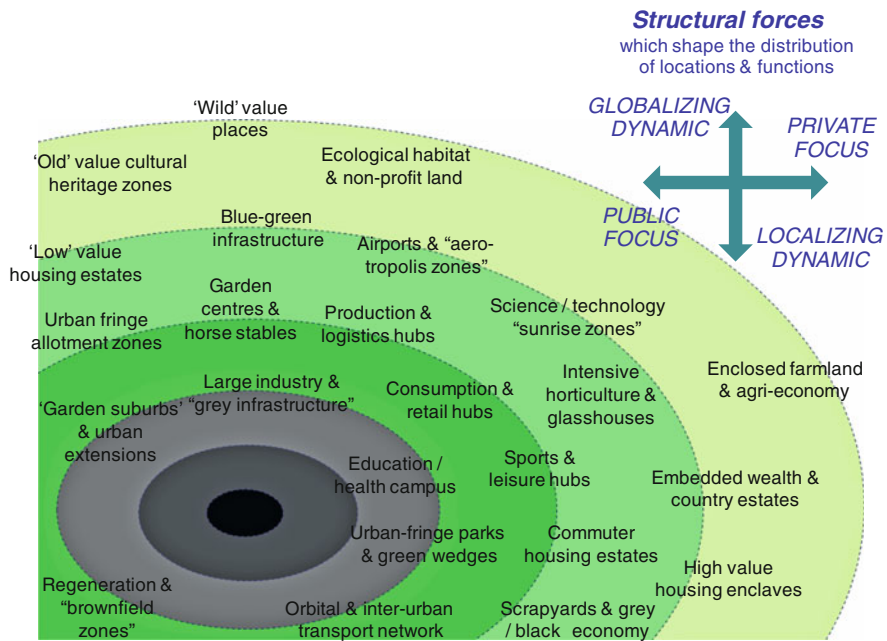 Structural forces
which shape the distribution
of locations & functions
GLOBALIZING
DYNAMIC
PRIVATE
FOCUS
PUBLIC
FOCUS
LOCALIZING
DYNAMIC
‘Wild’ value
places
‘Old’ value cultural
heritage zones
Ecological habitat
& non-profit land
Blue-green
infrastructure
Airports & “aero-
tropolis zones”
‘Low’ value
housing estates
Garden
centres &
horse stables
Production &
logistics hubs
Science / technology
“sunrise zones”
Urban fringe
allotment zones
Large industry &
“grey infrastructure”
Consumption &
retail hubs
Intensive
horticulture &
glasshouses
Enclosed farmland
& agri-economy
‘Garden suburbs’
& urban
extensions
Education /
health campus
Sports &
leisure hubs
Embedded wealth &
country estates
Urban-fringe parks
& green wedges
Commuter
housing estates
High value
housing enclaves
Regeneration &
“brownfield
zones”
Orbital & inter-urban
transport network
Scrapyards & grey
/ black economy